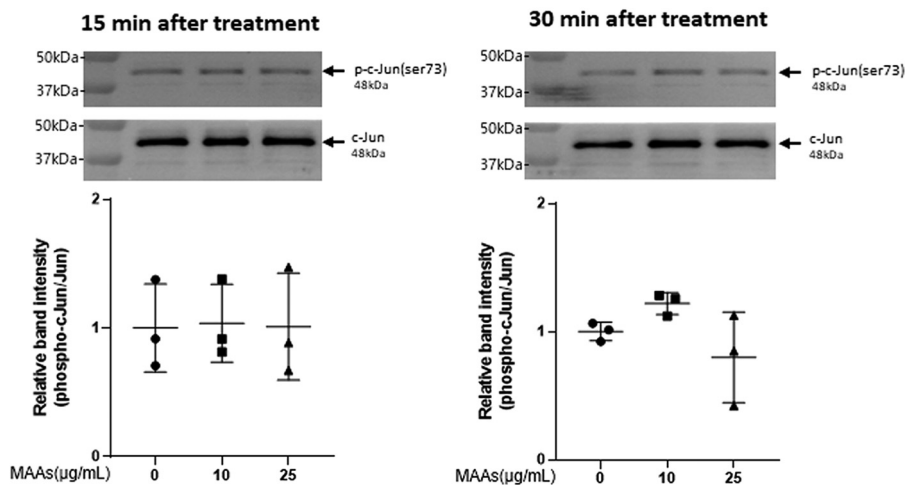 15 min after treatment
50kDa
37kDa
p-c-Jun(ser73)
48kDa
50kDa
37kDa
c-Jun
48kDa
2
1
0
Relative band intensity
(phospho-cJun/Jun)
MAAs(µg/mL)
0
10
25
30 min after treatment
50kDa
37kDa
p-c-Jun(ser73)
48kDa
50kDa
37kDa
c-Jun
48kDa
2
1
0
Relative band intensity
(phospho-cJun/Jun)
MAAs(µg/mL)
0
10
25